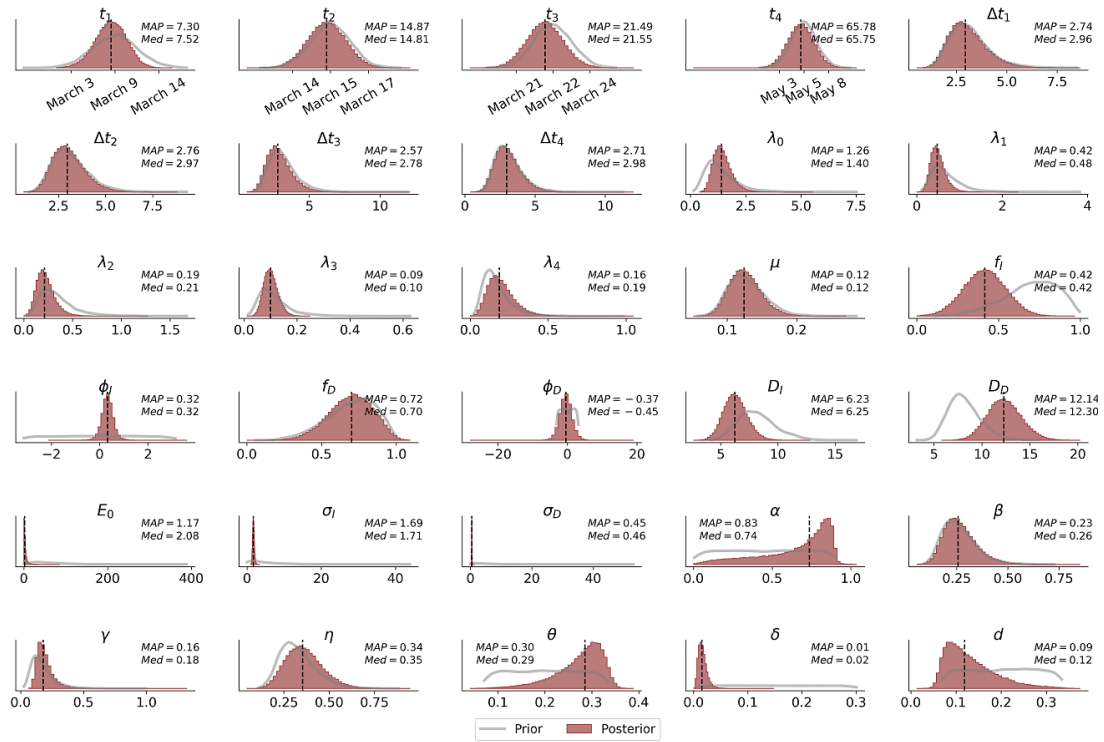 t₁
MAP = 7.30
Med = 7.52
March 3
March 9
March 14
t₂
MAP = 14.87
Med = 14.81
March 14
March 15
March 17
t₃
MAP = 21.49
Med = 21.55
March 21
March 22
March 24
t₄
MAP = 65.78
Med = 65.75
May 3
May 5
May 8
Δt₁
MAP = 2.74
Med = 2.96
2.5 5.0 7.5
Δt₂
MAP = 2.76
Med = 2.97
2.5 5.0 7.5
Δt₃
MAP = 2.57
Med = 2.78
5 10
Δt₄
MAP = 2.71
Med = 2.98
0 5 10
λ₀
MAP = 1.26
Med = 1.40
0.0 2.5 5.0 7.5
λ₁
MAP = 0.42
Med = 0.48
0 2 4
λ₂
MAP = 0.19
Med = 0.21
0.0 0.5 1.0 1.5
λ₃
MAP = 0.09
Med = 0.10
0.0 0.2 0.4 0.6
λ₄
MAP = 0.16
Med = 0.19
0.0 0.5 1.0
μ
MAP = 0.12
Med = 0.12
0.1 0.2
f_I
MAP = 0.42
Med = 0.42
0.0 0.5 1.0
ϕ_I
MAP = 0.32
Med = 0.32
−2 0 2
f_D
MAP = 0.72
Med = 0.70
0.0 0.5 1.0
ϕ_D
MAP = −0.37
Med = −0.45
−20 0 20
D_I
MAP = 6.23
Med = 6.25
5 10 15
D_D
MAP = 12.14
Med = 12.30
5 10 15 20
E₀
MAP = 1.17
Med = 2.08
0 200 400
σ_I
MAP = 1.69
Med = 1.71
0 20 40
σ_D
MAP = 0.45
Med = 0.46
0 20 40
α
MAP = 0.83
Med = 0.74
0.0 0.5 1.0
β
MAP = 0.23
Med = 0.26
0.25 0.50 0.75
γ
MAP = 0.16
Med = 0.18
0.0 0.5 1.0
η
MAP = 0.34
Med = 0.35
0.25 0.50 0.75
θ
MAP = 0.30
Med = 0.29
0.1 0.2 0.3 0.4
δ
MAP = 0.01
Med = 0.02
0.0 0.1 0.2 0.3
d
MAP = 0.09
Med = 0.12
0.1 0.2 0.3
Prior Posterior